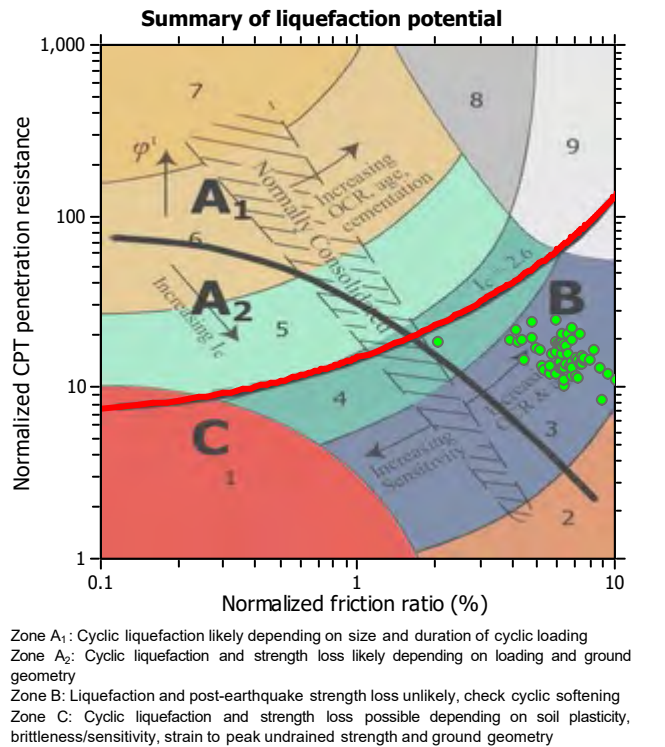 Summary of liquefaction potential
1,000
7
8
9
φ'
Increasing
OCR, age,
cementation
A1
Normally Consolidated
100
6
Ic = 2.6
A2
B
Increasing Ic
5
10
4
Increasing
OCR &
3
C
Increasing
Sensitivity
1
2
1
0.1
1
10
Normalized CPT penetration resistance
Normalized friction ratio (%)
Zone A1: Cyclic liquefaction likely depending on size and duration of cyclic loading
Zone A2: Cyclic liquefaction and strength loss likely depending on loading and ground
geometry
Zone B: Liquefaction and post-earthquake strength loss unlikely, check cyclic softening
Zone C: Cyclic liquefaction and strength loss possible depending on soil plasticity,
brittleness/sensitivity, strain to peak undrained strength and ground geometry